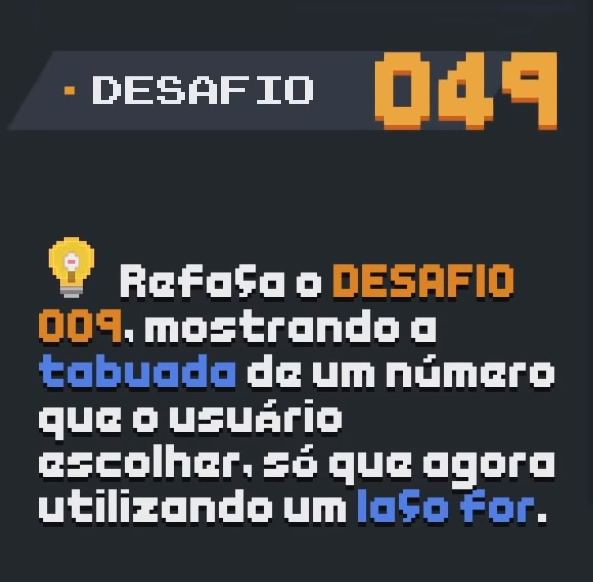 DESAFIO 049
Refaça o DESAFIO
009, mostrando a
tabuada de um número
que o usuário
escolher, só que agora
utilizando um laço for.